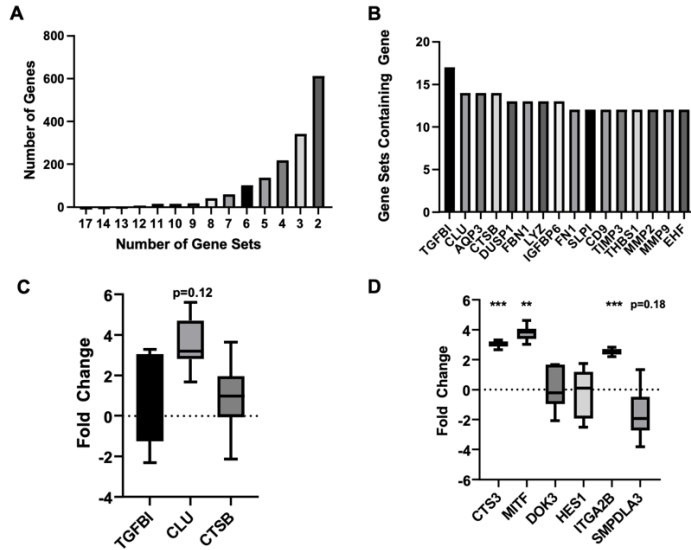 A
Number of Genes
800
600
400
200
0
17 14 13 12 11 10 9 8 7 6 5 4 3 2
Number of Gene Sets
B
Gene Sets Containing Gene
20
15
10
5
0
TGFBI CLU AQP3 CTSB DUSP1 FBN1 LYZ IGFBP6 FN1 SLPI CD9 TIMP3 THBS1 MMP2 MMP9 EHF
C
p=0.12
Fold Change
6
4
2
0
-2
-4
TGFBI CLU CTSB
D
*** ** *** p=0.18
Fold Change
6
4
2
0
-2
-4
-6
CTS3 MITF DOK3 HES1 ITGA2B SMPDLA3